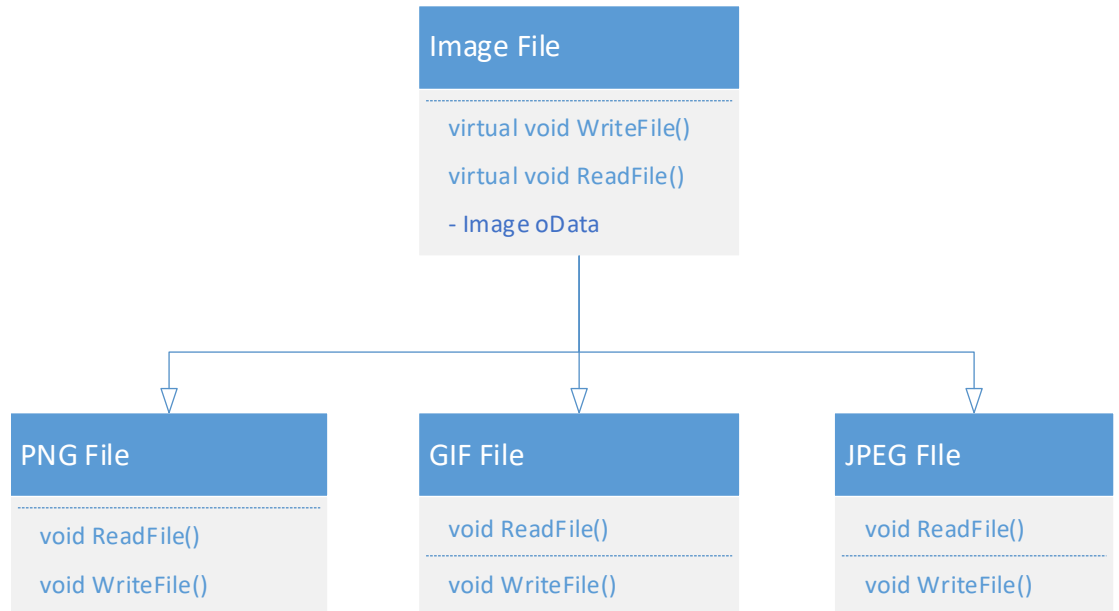 Image File
virtual void WriteFile()
virtual void ReadFile()
- Image oData
PNG File
void ReadFile()
void WriteFile()
GIF File
void ReadFile()
void WriteFile()
JPEG FIle
void ReadFile()
void WriteFile()